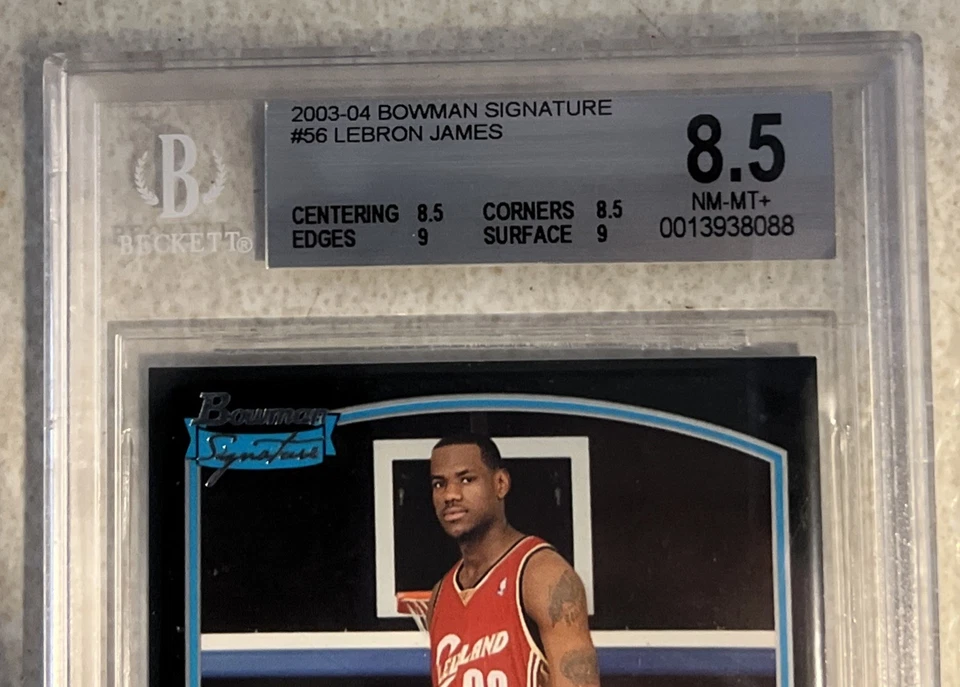 2003-04 BOWMAN SIGNATURE
#56 LEBRON JAMES
8.5
NM-MT+
0013938088
CENTERING 8.5 CORNERS 8.5
EDGES 9 SURFACE 9
B
BECKETT®
Bowman
Signature